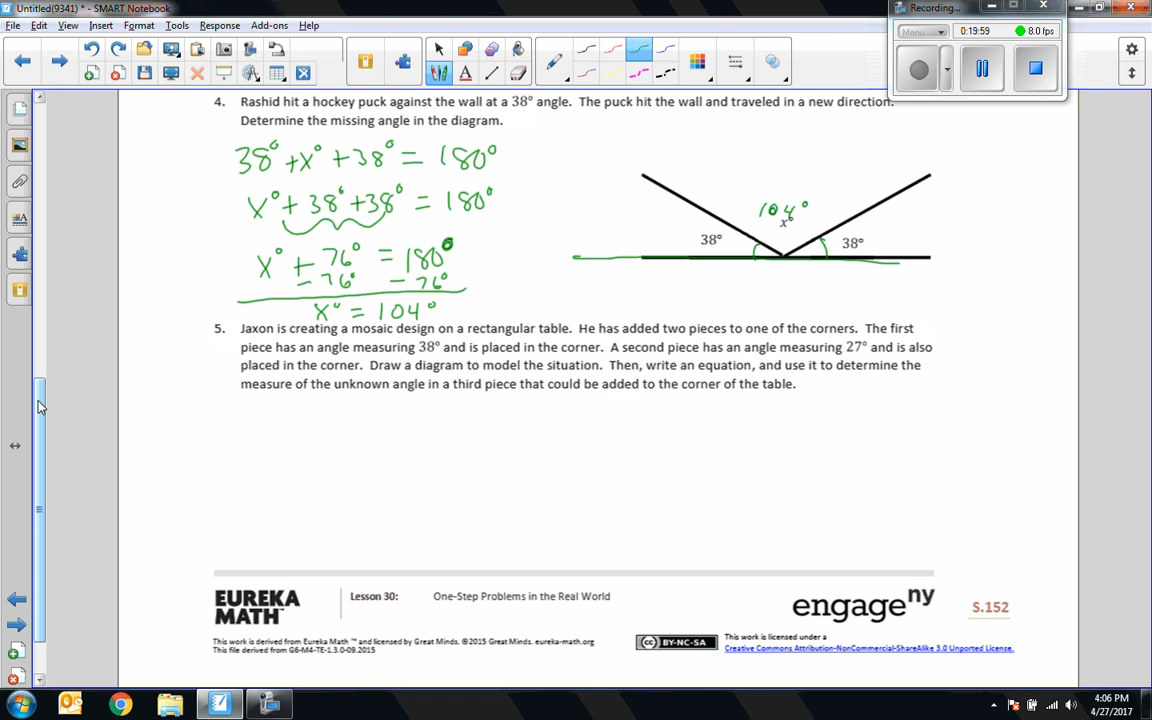 Untitled(9341) * - SMART Notebook
Recording...
File Edit View Insert Format Tools Response Add-ons Help
Menu
0:19:59
8.0 fps
4. Rashid hit a hockey puck against the wall at a 38° angle. The puck hit the wall and traveled in a new direction.
Determine the missing angle in the diagram.
38° + x° + 38° = 180°
x° + 38° + 38° = 180°
x° + 76° = 180°
- 76° - 76°
x° = 104°
104°
x°
38°
38°
5. Jaxon is creating a mosaic design on a rectangular table. He has added two pieces to one of the corners. The first
piece has an angle measuring 38° and is placed in the corner. A second piece has an angle measuring 27° and is also
placed in the corner. Draw a diagram to model the situation. Then, write an equation, and use it to determine the
measure of the unknown angle in a third piece that could be added to the corner of the table.
EUREKA
MATH™
Lesson 30: One-Step Problems in the Real World
engage ny
S.152
This work is derived from Eureka Math ™ and licensed by Great Minds. ©2015 Great Minds. eureka-math.org
This file derived from G6-M4-TE-1.3.0-09.2015
cc BY-NC-SA
This work is licensed under a
Creative Commons Attribution-NonCommercial-ShareAlike 3.0 Unported License.
4:06 PM
4/27/2017